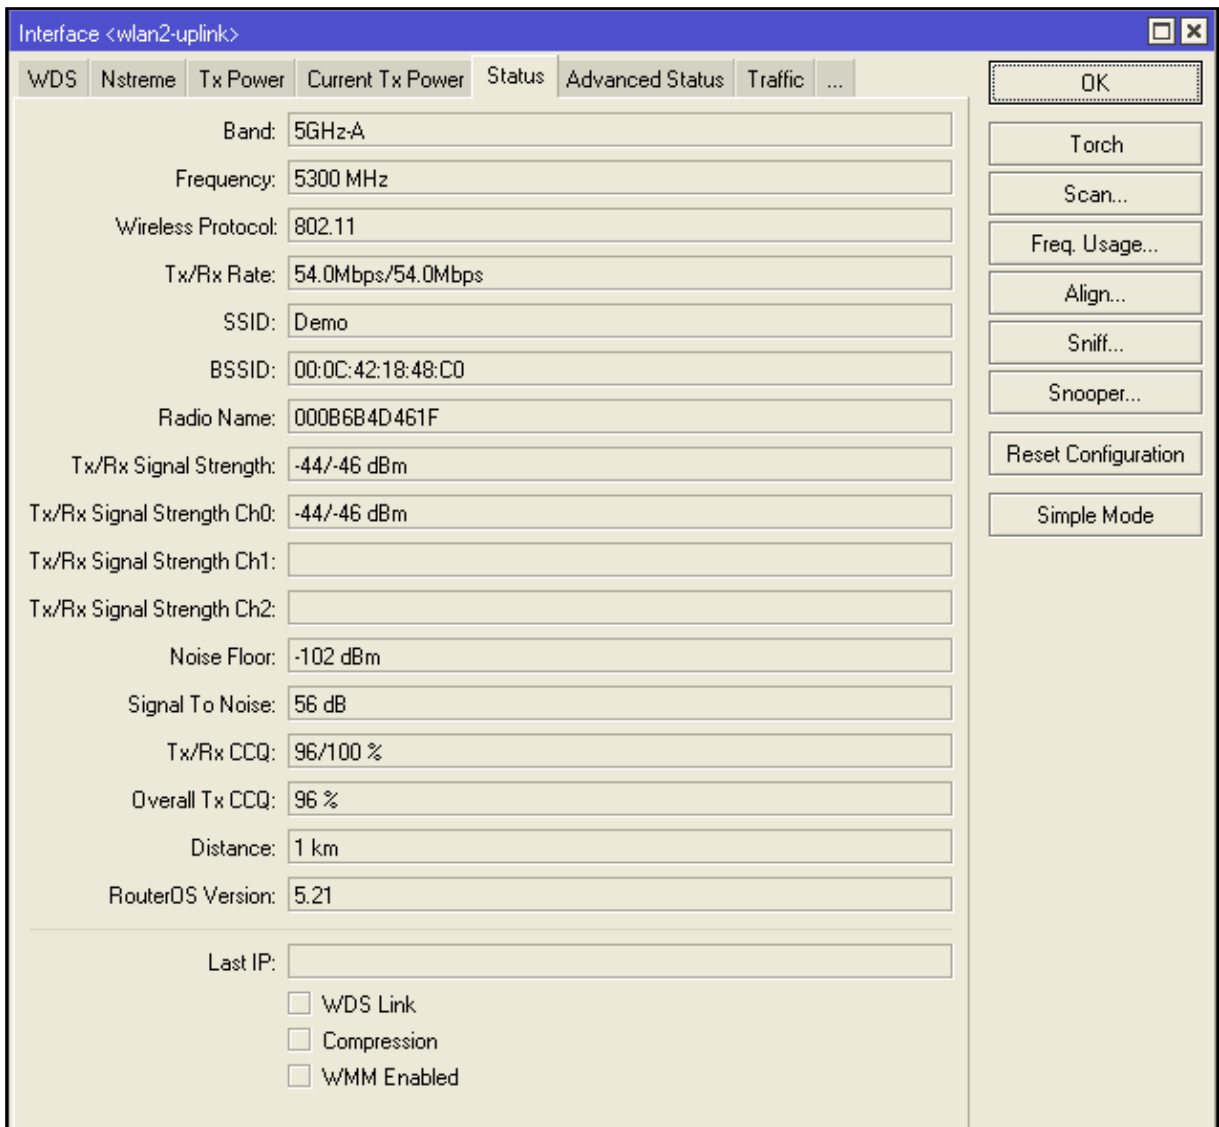 Interface <wlan2-uplink>
WDS Nstreme Tx Power Current Tx Power Status Advanced Status Traffic ...
Band: 5GHz-A
Frequency: 5300 MHz
Wireless Protocol: 802.11
Tx/Rx Rate: 54.0Mbps/54.0Mbps
SSID: Demo
BSSID: 00:0C:42:18:48:C0
Radio Name: 000B6B4D461F
Tx/Rx Signal Strength: -44/-46 dBm
Tx/Rx Signal Strength Ch0: -44/-46 dBm
Tx/Rx Signal Strength Ch1:
Tx/Rx Signal Strength Ch2:
Noise Floor: -102 dBm
Signal To Noise: 56 dB
Tx/Rx CCQ: 96/100 %
Overall Tx CCQ: 96 %
Distance: 1 km
RouterOS Version: 5.21
Last IP:
WDS Link
Compression
WMM Enabled
OK
Torch
Scan...
Freq. Usage...
Align...
Sniff...
Snooper...
Reset Configuration
Simple Mode